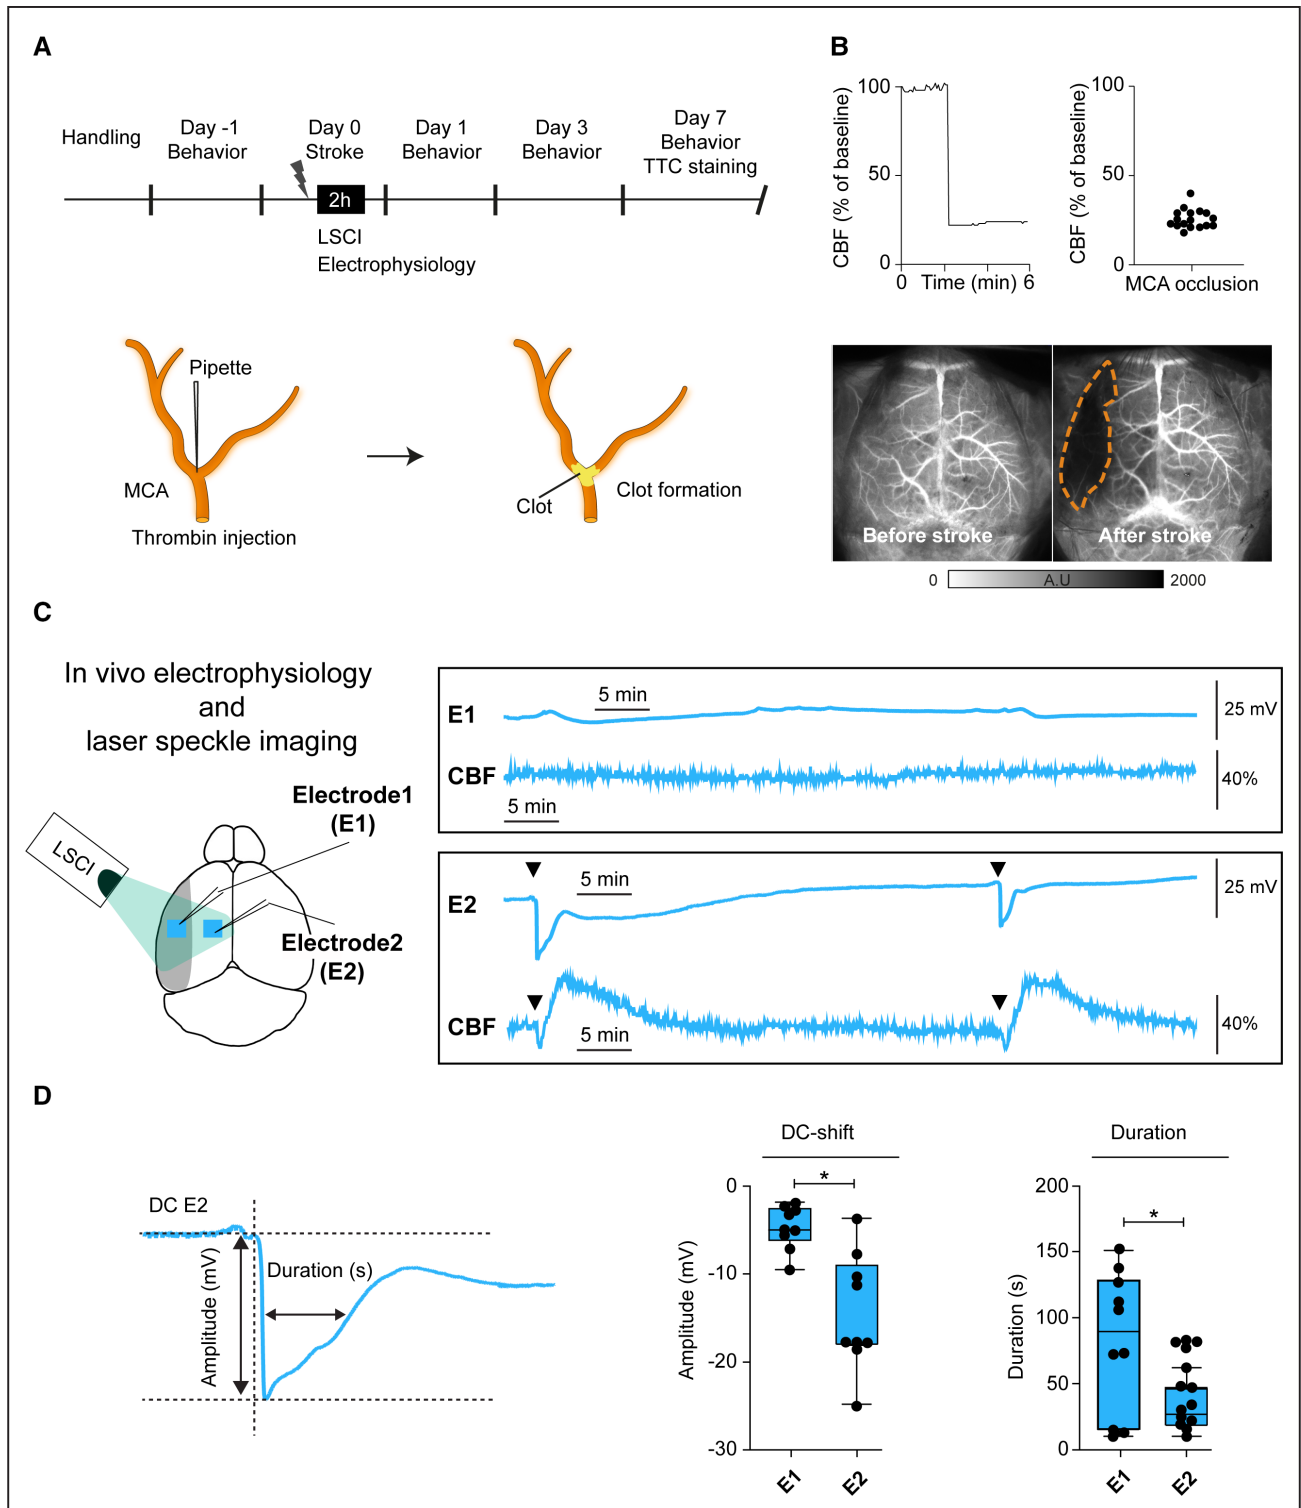 A
Handling
Day -1
Behavior
Day 0
Stroke
Day 1
Behavior
Day 3
Behavior
Day 7
Behavior
TTC staining
2h
LSCI
Electrophysiology
Pipette
MCA
Thrombin injection
Clot
Clot formation
B
CBF (% of baseline)
100
50
0
0 Time (min) 6
CBF (% of baseline)
100
50
0
MCA occlusion
Before stroke
After stroke
0 A.U 2000
C
In vivo electrophysiology
and
laser speckle imaging
LSCI
Electrode1
(E1)
Electrode2
(E2)
E1
5 min
25 mV
CBF
40%
5 min
E2
5 min
25 mV
CBF
5 min
40%
D
DC E2
Amplitude (mV)
Duration (s)
DC-shift
*
Amplitude (mV)
0
-10
-20
-30
E1
E2
Duration
*
Duration (s)
200
150
100
50
0
E1
E2